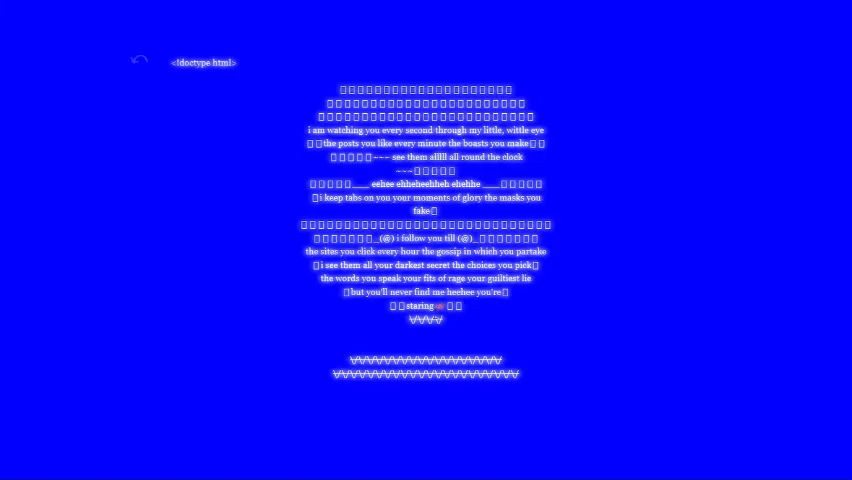 <!doctype html>
i am watching you every second through my little, wittle eye
the posts you like every minute the boasts you make
~~~ see them alllll all round the clock
~~~
____ eehee ehheheehheh ehehhe ____
i keep tabs on you your moments of glory the masks you
fake
_(@) i follow you till (@)_
the sites you click every hour the gossip in which you partake
i see them all your darkest secret the choices you pick
the words you speak your fits of rage your guiltiest lie
but you'll never find me heehee you're
staring